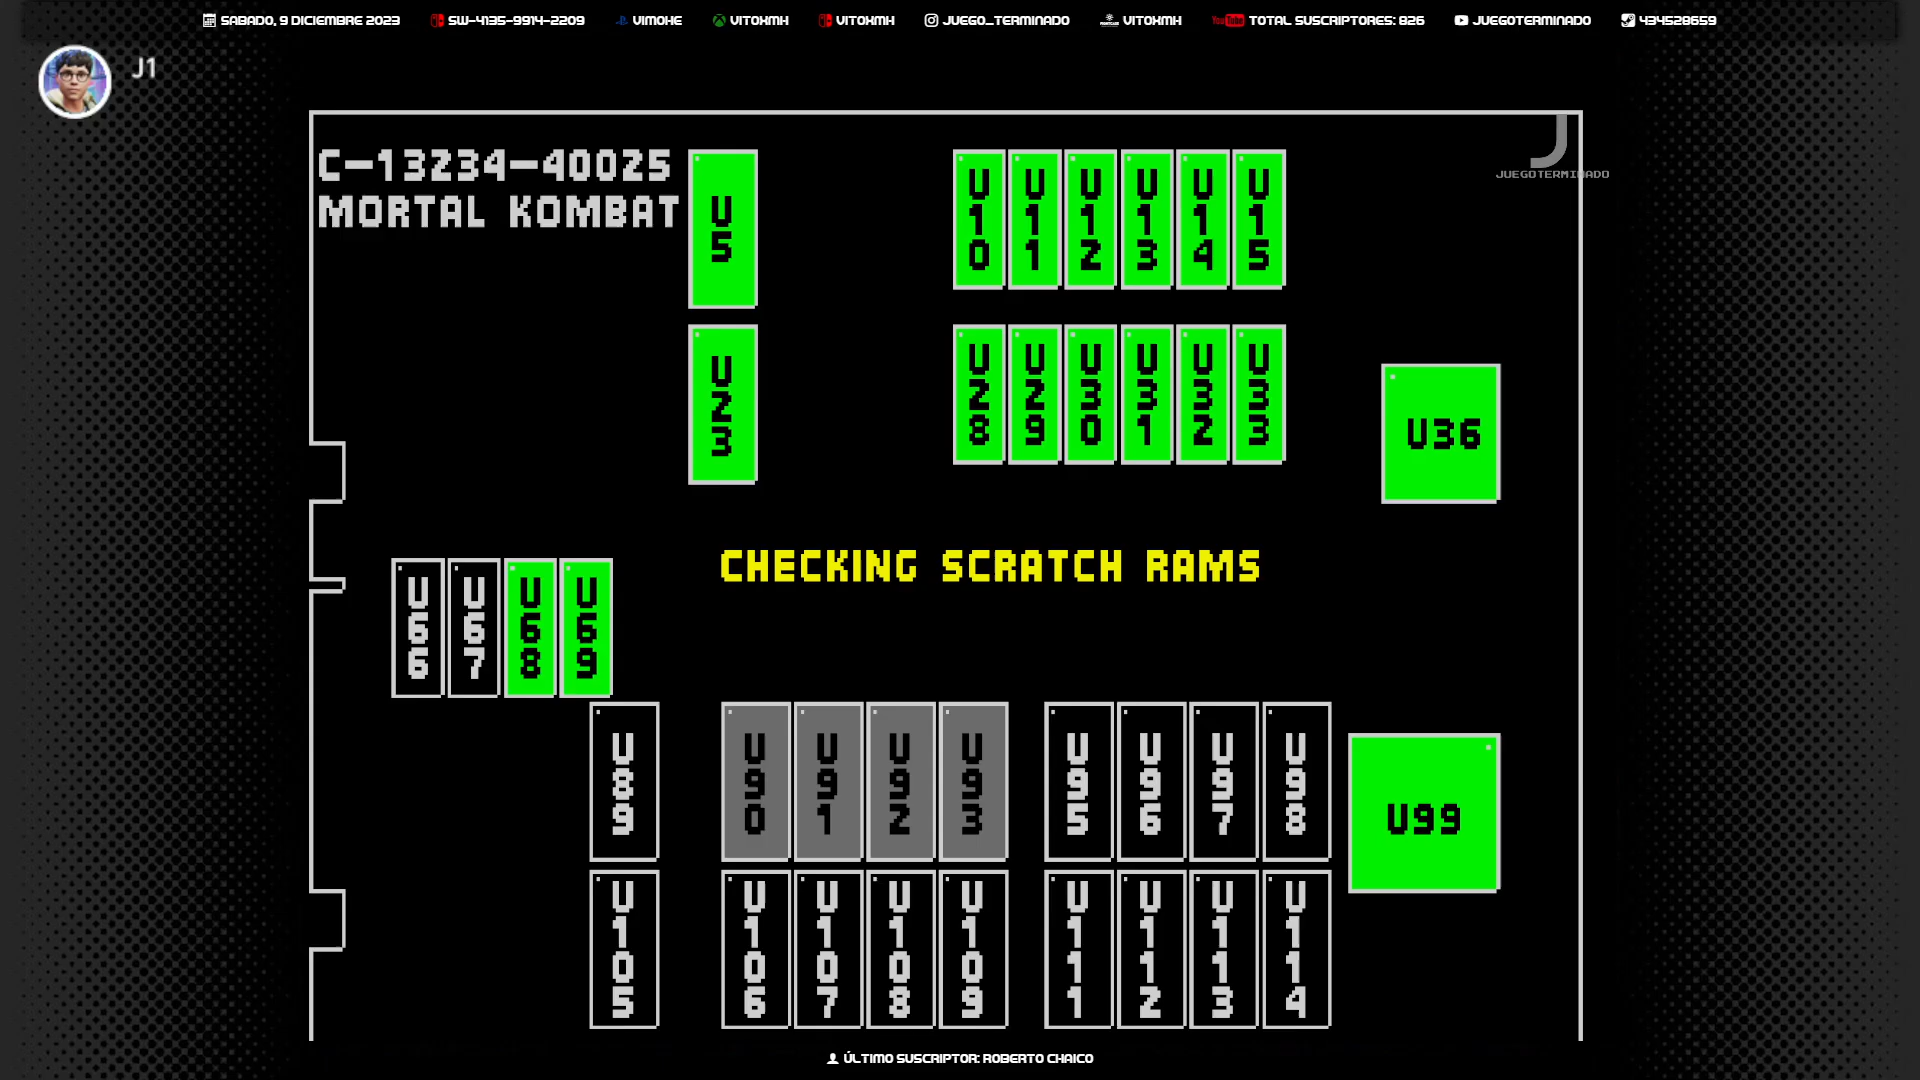 SABADO, 9 DICIEMBRE 2023 SW-4135-9914-2209 VIMOKE VITOXMH VITOXMH JUEGO_TERMINADO VITOXMH YouTube TOTAL SUSCRIPTORES: 826 JUEGOTERMINADO 434528659
J1
C-13234-40025
MORTAL KOMBAT
JUEGOTERMINADO
U5 U10 U11 U12 U13 U14 U15
U23 U28 U29 U30 U31 U32 U33
U36
CHECKING SCRATCH RAMS
U66 U67 U68 U69
U89 U90 U91 U92 U93 U95 U96 U97 U98 U99
U105 U106 U107 U108 U109 U111 U112 U113 U114
ÚLTIMO SUSCRIPTOR: ROBERTO CHAICO